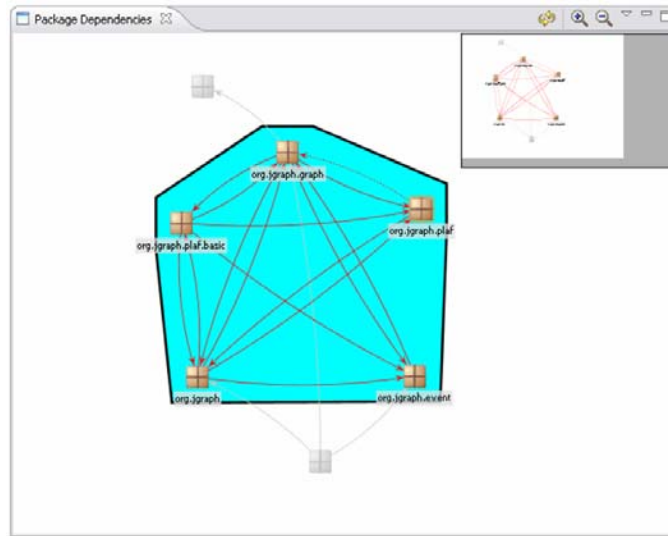 Package Dependencies
org.jgraph.graph
org.jgraph.plaf
org.jgraph.plaf.basic
org.jgraph
org.jgraph.event